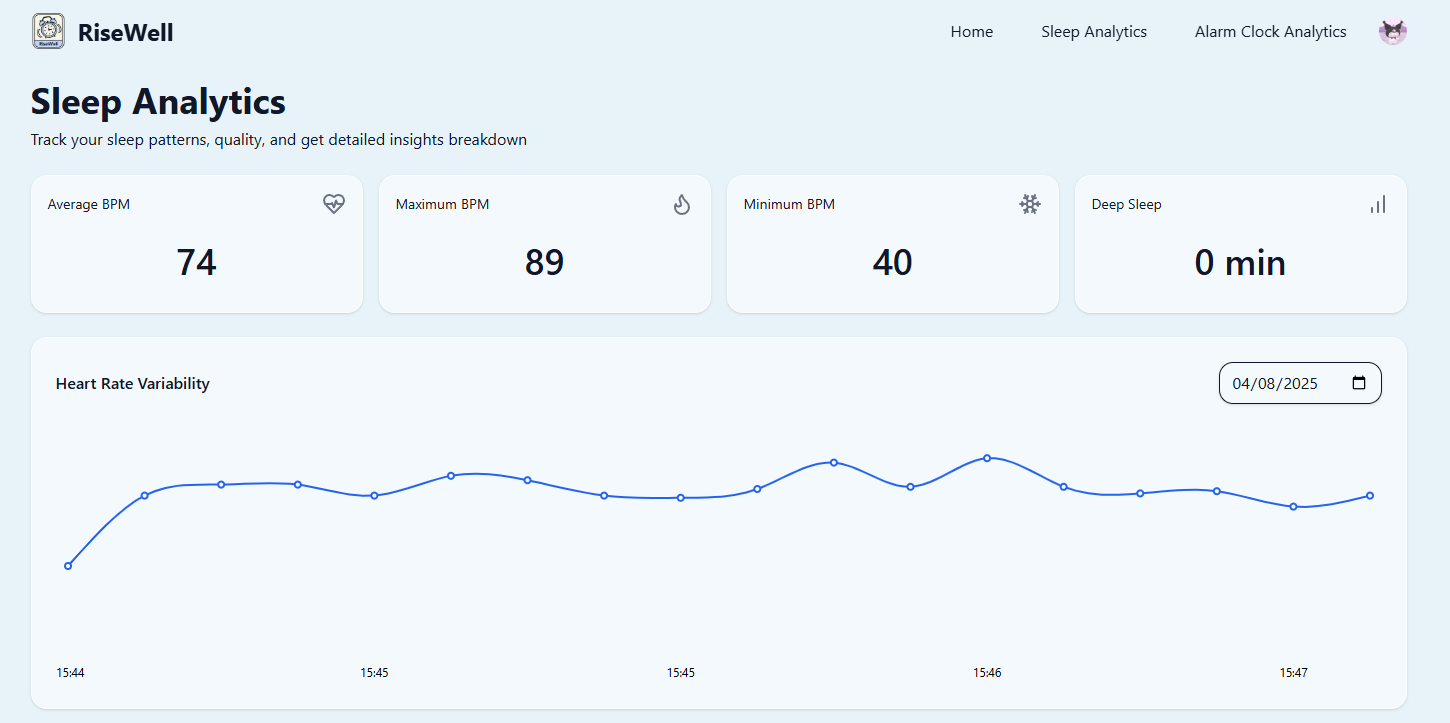 RiseWell
RiseWell
Home
Sleep Analytics
Alarm Clock Analytics
Sleep Analytics
Track your sleep patterns, quality, and get detailed insights breakdown
Average BPM
Maximum BPM
Minimum BPM
Deep Sleep
74
89
40
0 min
Heart Rate Variability
04/08/2025
15:44
15:45
15:45
15:46
15:47